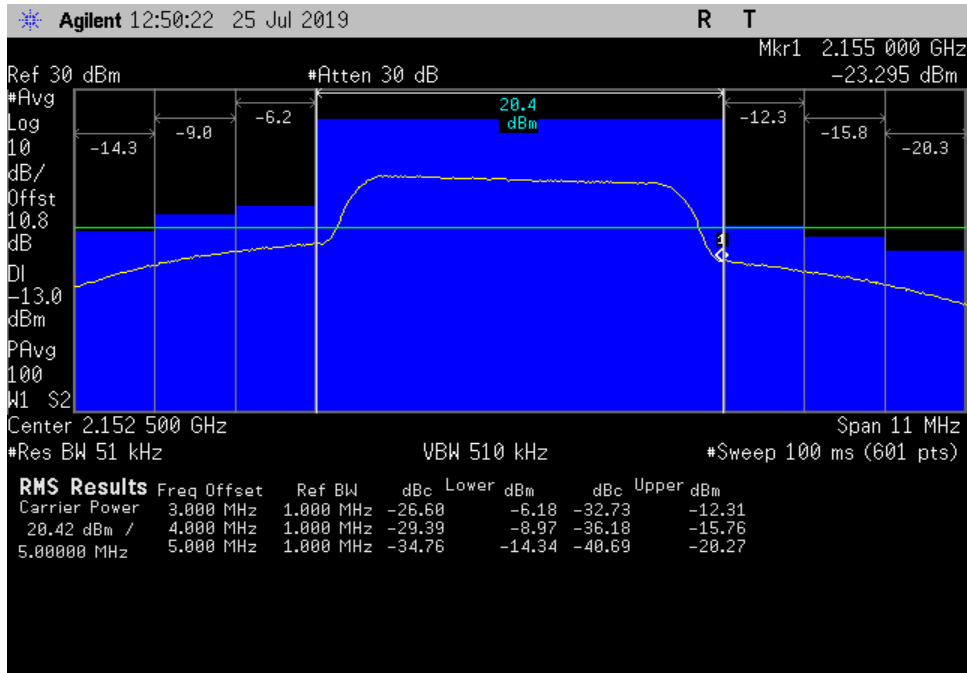 Agilent 12:50:22 25 Jul 2019 R T
Mkr1 2.155 000 GHz
Ref 30 dBm #Atten 30 dB -23.295 dBm
#Avg
Log
10
dB/
Offst
10.8
dB
DI
-13.0
dBm
PAvg
100
W1 S2
-14.3 -9.0 -6.2 20.4 dBm -12.3 -15.8 -20.3
1
Center 2.152 500 GHz Span 11 MHz
#Res BW 51 kHz VBW 510 kHz #Sweep 100 ms (601 pts)
RMS Results Freq Offset Ref BW dBc Lower dBm dBc Upper dBm
Carrier Power 3.000 MHz 1.000 MHz -26.60 -6.18 -32.73 -12.31
20.42 dBm / 4.000 MHz 1.000 MHz -29.39 -8.97 -36.18 -15.76
5.00000 MHz 5.000 MHz 1.000 MHz -34.76 -14.34 -40.69 -20.27